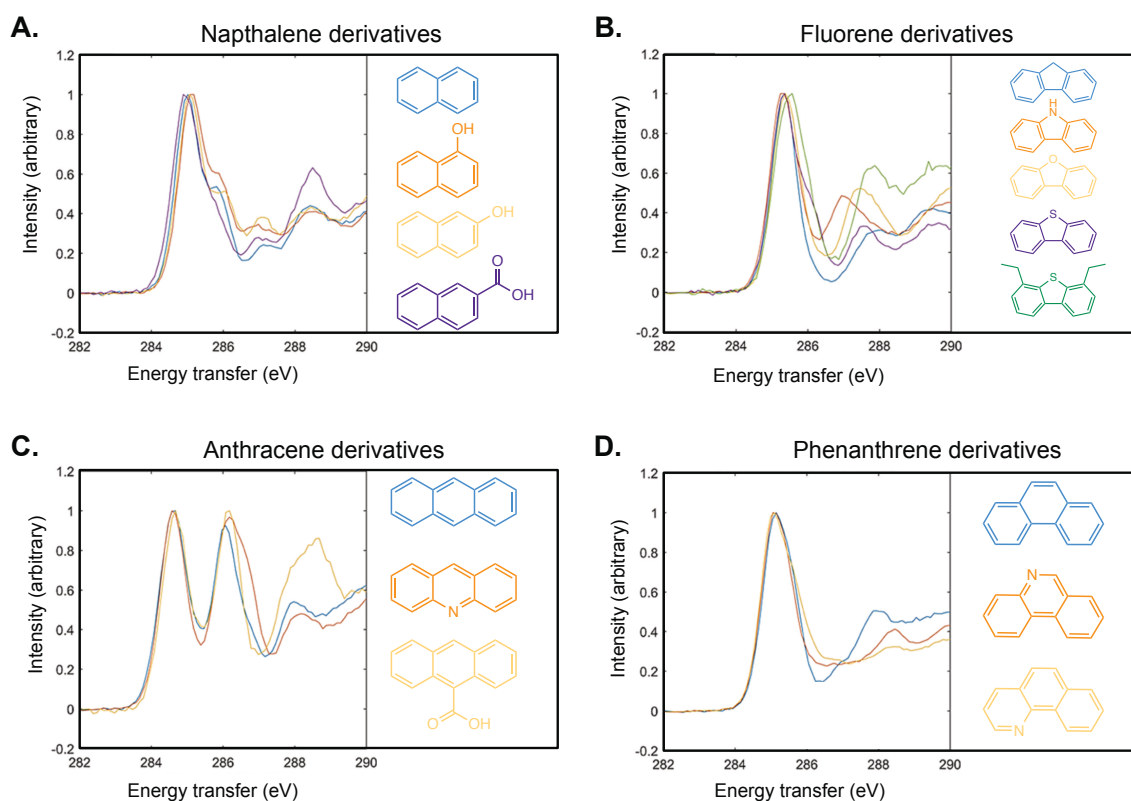 A.
Napthalene derivatives
1.2
1
0.8
0.6
0.4
0.2
0
-0.2
282
284
286
288
290
Intensity (arbitrary)
Energy transfer (eV)
OH
OH
O
OH
B.
Fluorene derivatives
1.2
1
0.8
0.6
0.4
0.2
0
-0.2
282
284
286
288
290
Intensity (arbitrary)
Energy transfer (eV)
H
N
O
S
S
C.
Anthracene derivatives
1.2
1
0.8
0.6
0.4
0.2
0
-0.2
282
284
286
288
290
Intensity (arbitrary)
Energy transfer (eV)
N
O
OH
D.
Phenanthrene derivatives
1.2
1
0.8
0.6
0.4
0.2
0
-0.2
282
284
286
288
290
Intensity (arbitrary)
Energy transfer (eV)
N
N